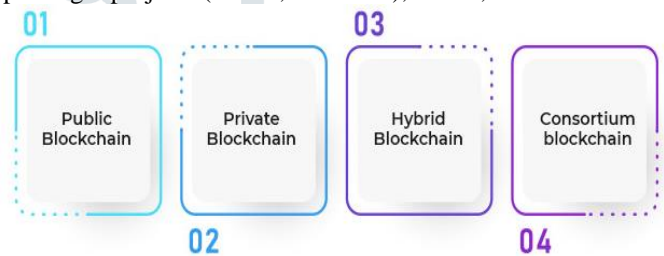 01
03
Public
Blockchain
Private
Blockchain
Hybrid
Blockchain
Consortium
blockchain
02
04